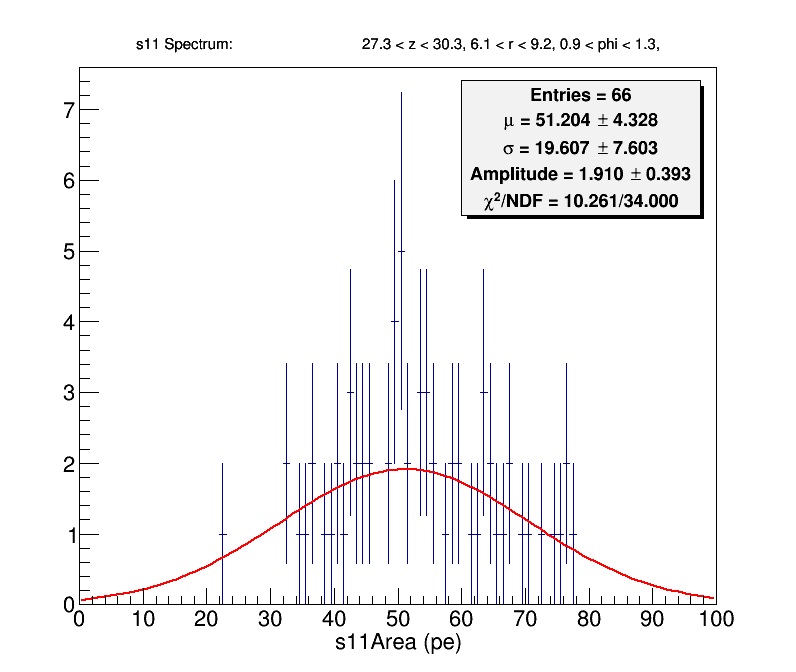 s11 Spectrum: 27.3 < z < 30.3, 6.1 < r < 9.2, 0.9 < phi < 1.3,
Entries = 66
μ = 51.204 ± 4.328
σ = 19.607 ± 7.603
Amplitude = 1.910 ± 0.393
χ²/NDF = 10.261/34.000
7
6
5
4
3
2
1
0
0 10 20 30 40 50 60 70 80 90 100
s11Area (pe)